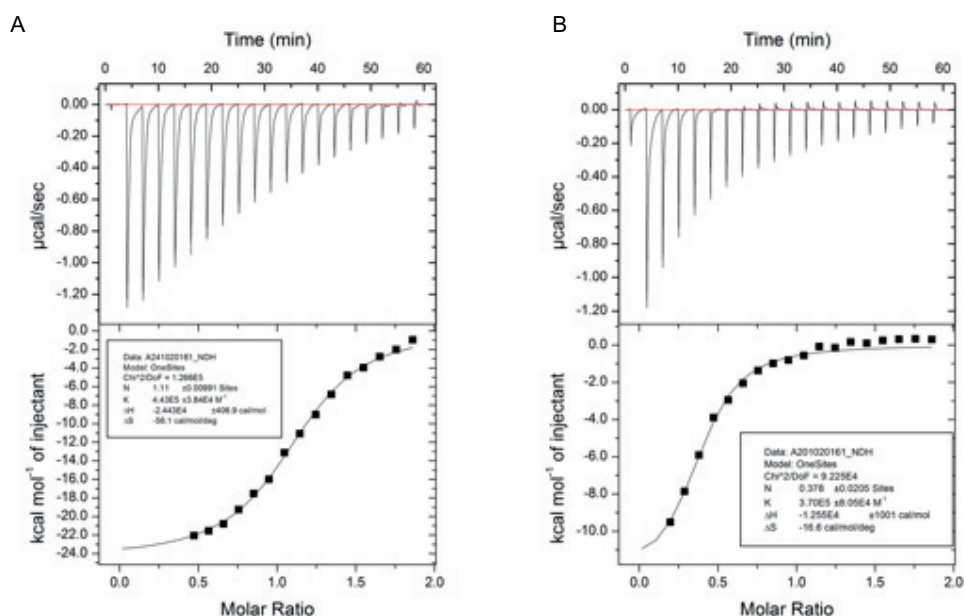 A
Time (min)
0 10 20 30 40 50 60
0.00
-0.20
-0.40
-0.60
-0.80
-1.00
-1.20
µcal/sec
0.0
-2.0
-4.0
-6.0
-8.0
-10.0
-12.0
-14.0
-16.0
-18.0
-20.0
-22.0
-24.0
kcal mol⁻¹ of injectant
Data: A241020161_NDH
Model: OneSites
Chi^2/DoF = 1.266E5
N 1.11 ±0.00991 Sites
K 4.43E5 ±3.84E4 M⁻¹
ΔH -2.443E4 ±406.9 cal/mol
ΔS -56.1 cal/mol/deg
0.0 0.5 1.0 1.5 2.0
Molar Ratio
B
Time (min)
0 10 20 30 40 50 60
0.00
-0.20
-0.40
-0.60
-0.80
-1.00
-1.20
µcal/sec
0.0
-2.0
-4.0
-6.0
-8.0
-10.0
kcal mol⁻¹ of injectant
Data: A201020161_NDH
Model: OneSites
Chi^2/DoF = 9.225E4
N 0.378 ±0.0205 Sites
K 3.70E5 ±8.05E4 M⁻¹
ΔH -1.255E4 ±1001 cal/mol
ΔS -16.6 cal/mol/deg
0.0 0.5 1.0 1.5 2.0
Molar Ratio